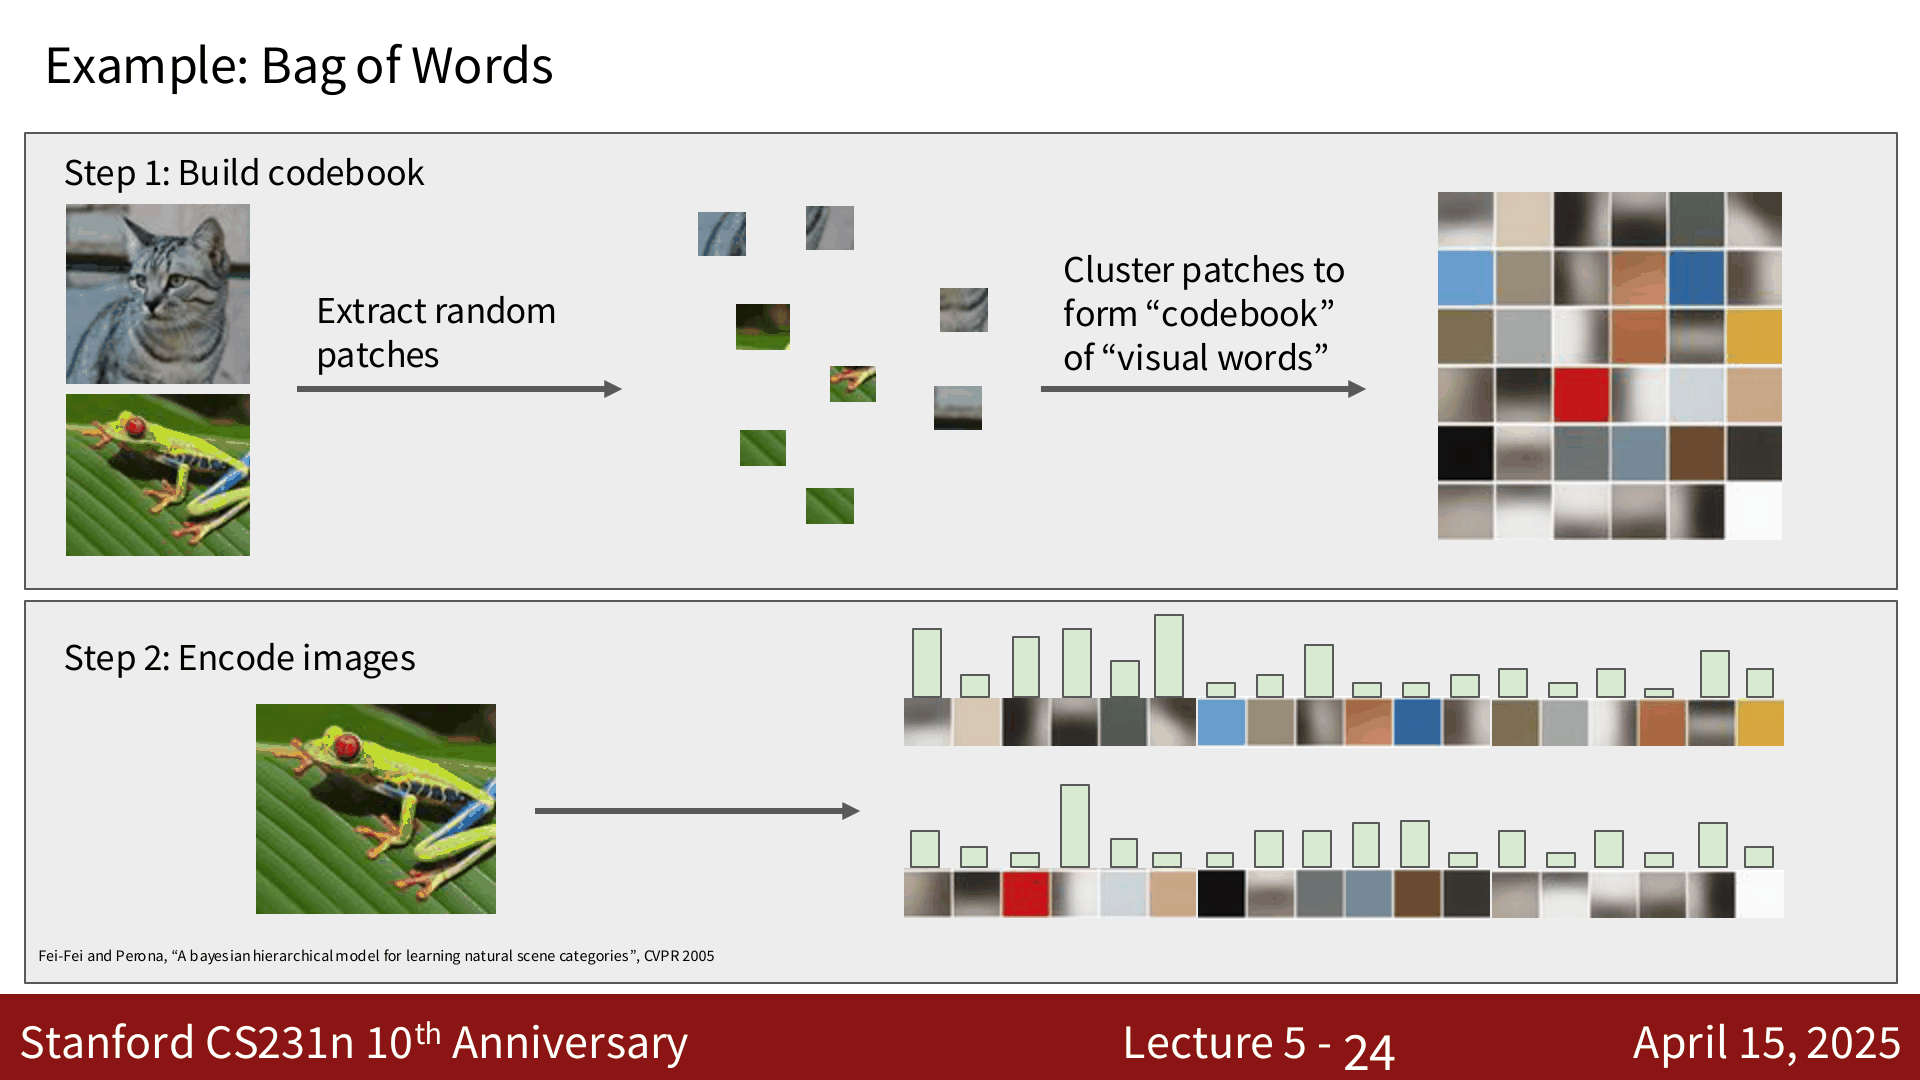 Example: Bag of Words
Step 1: Build codebook
Extract random
patches
Cluster patches to
form “codebook”
of “visual words”
Step 2: Encode images
Fei-Fei and Perona, “A bayesian hierarchical model for learning natural scene categories”, CVPR 2005
Stanford CS231n 10th Anniversary
Lecture 5 - 24
April 15, 2025